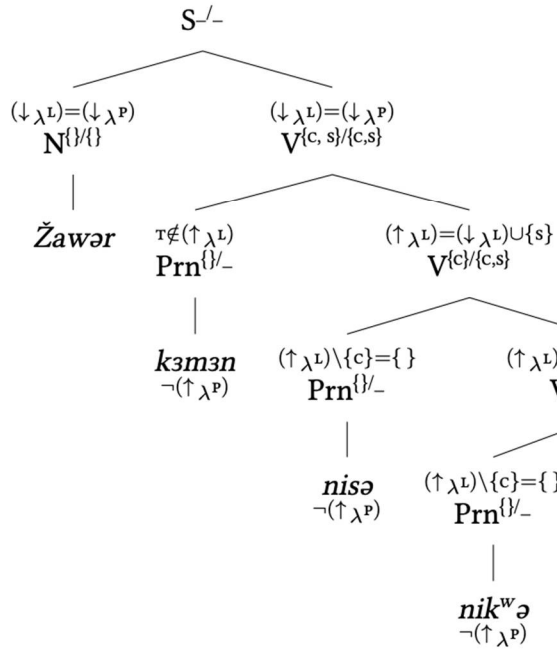 S–/–
(↓λᴸ)=(↓λᴾ) (↓λᴸ)=(↓λᴾ)
N{}/{} V{c, s}/{c,s}
Žawər T∉(↑λᴸ) (↑λᴸ)=(↓λᴸ)∪{s}
Prn{}/– V{c}/{c,s}
kɜmɜn (↑λᴸ)\{c}={ } (↑λᴸ)
¬(↑λᴾ) Prn{}/–
nisə (↑λᴸ)\{c}={ }
¬(↑λᴾ) Prn{}/–
nikʷə
¬(↑λᴾ)